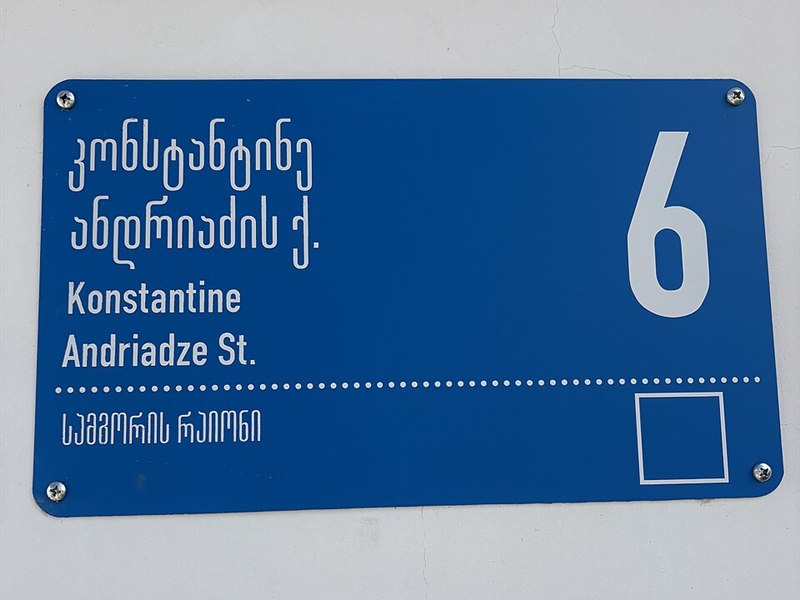 კონსტანტინე
ანდრიაძის ქ.
Konstantine
Andriadze St.
6
სამგორის რაიონი